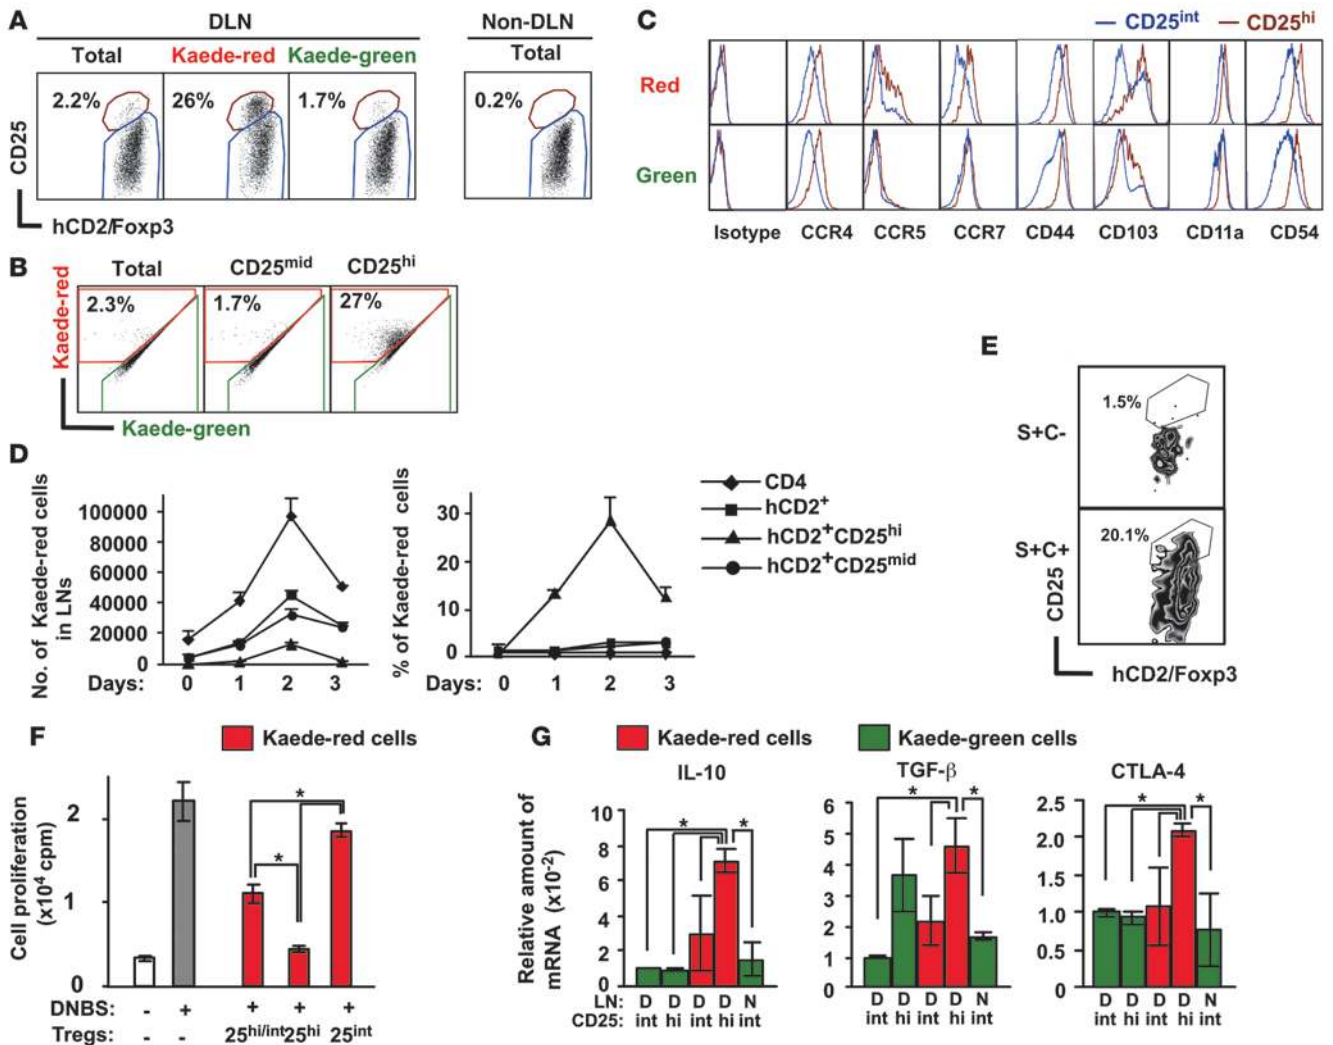 A
DLN
Non-DLN
Total
Kaede-red
Kaede-green
Total
2.2%
26%
1.7%
0.2%
CD25
hCD2/Foxp3
B
Total
CD25mid
CD25hi
2.3%
1.7%
27%
Kaede-red
Kaede-green
C
CD25int
CD25hi
Red
Green
Isotype CCR4 CCR5 CCR7 CD44 CD103 CD11a CD54
D
No. of Kaede-red cells
in LNs
100000
80000
60000
40000
20000
0
Days: 0 1 2 3
% of Kaede-red cells
30
20
10
0
Days: 0 1 2 3
CD4
hCD2+
hCD2+CD25hi
hCD2+CD25mid
E
S+C-
1.5%
S+C+
20.1%
CD25
hCD2/Foxp3
F
Kaede-red cells
Cell proliferation
(x10⁴ cpm)
2
1
0
*
*
DNBS: - + + + +
Tregs: - - 25hi/int 25hi 25int
G
Kaede-red cells
Kaede-green cells
Relative amount of
mRNA (x10-2)
IL-10
10
8
6
4
2
0
* *
LN: D D D D N
CD25: int hi int hi int
TGF-β
6
5
4
3
2
1
0
* *
D D D D N
int hi int hi int
CTLA-4
2.5
2.0
1.5
1.0
0.5
0
* *
D D D D N
int hi int hi int